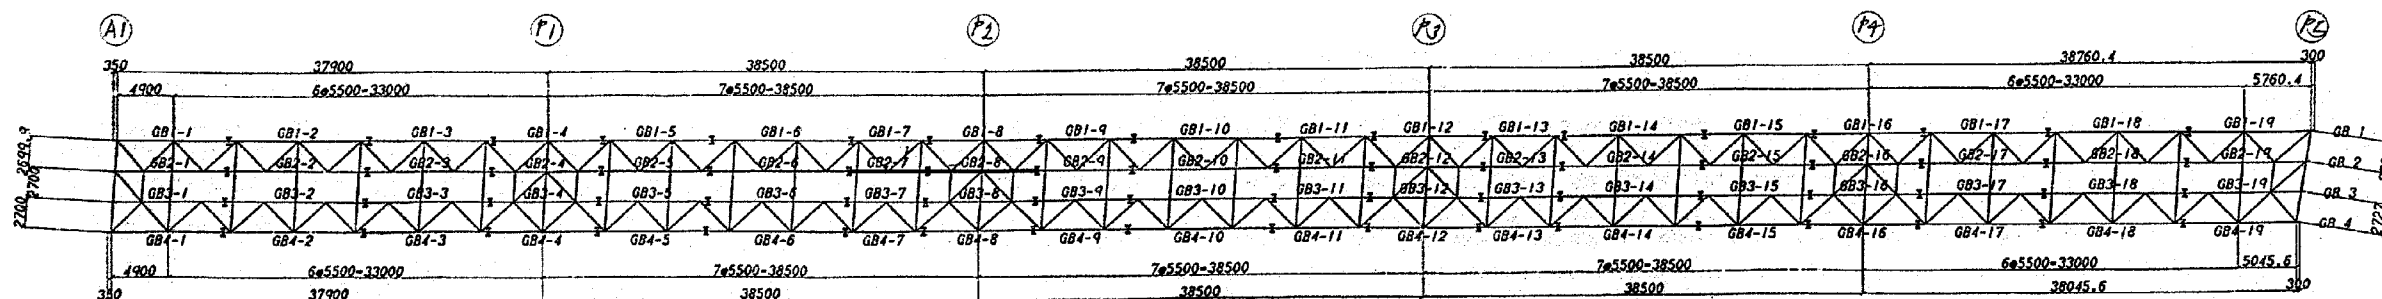 A1 P1 P2 P3 P4 P5
350 37900 38500 38500 38500 38760.4 300
4900 6@5500-33000 7@5500-38500 7@5500-38500 7@5500-38500 6@5500-33000 5760.4
GB1-1 GB1-2 GB1-3 GB1-4 GB1-5 GB1-6 GB1-7 GB1-8 GB1-9 GB1-10 GB1-11 GB1-12 GB1-13 GB1-14 GB1-15 GB1-16 GB1-17 GB1-18 GB1-19 GB.1
2699.9
GB2-1 GB2-2 GB2-3 GB2-4 GB2-5 GB2-6 GB2-7 GB2-8 GB2-9 GB2-10 GB2-11 GB2-12 GB2-13 GB2-14 GB2-15 GB2-16 GB2-17 GB2-18 GB2-19 GB.2
2700
GB3-1 GB3-2 GB3-3 GB3-4 GB3-5 GB3-6 GB3-7 GB3-8 GB3-9 GB3-10 GB3-11 GB3-12 GB3-13 GB3-14 GB3-15 GB3-16 GB3-17 GB3-18 GB3-19 GB.3
2700
GB4-1 GB4-2 GB4-3 GB4-4 GB4-5 GB4-6 GB4-7 GB4-8 GB4-9 GB4-10 GB4-11 GB4-12 GB4-13 GB4-14 GB4-15 GB4-16 GB4-17 GB4-18 GB4-19 GB.4
4900 6@5500-33000 7@5500-38500 7@5500-38500 7@5500-38500 6@5500-33000 5045.6
350 37900 38500 38500 38500 38045.6 300